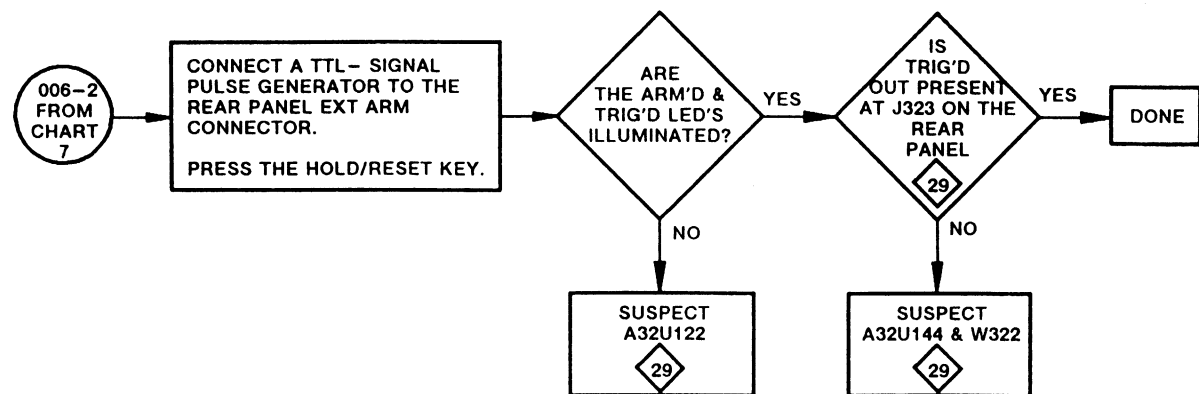 006-2
FROM
CHART
7
CONNECT A TTL- SIGNAL
PULSE GENERATOR TO THE
REAR PANEL EXT ARM
CONNECTOR.
PRESS THE HOLD/RESET KEY.
ARE
THE ARM'D &
TRIG'D LED'S
ILLUMINATED?
YES
NO
SUSPECT
A32U122
29
IS
TRIG'D
OUT PRESENT
AT J323 ON THE
REAR
PANEL
29
YES
NO
SUSPECT
A32U144 & W322
29
DONE